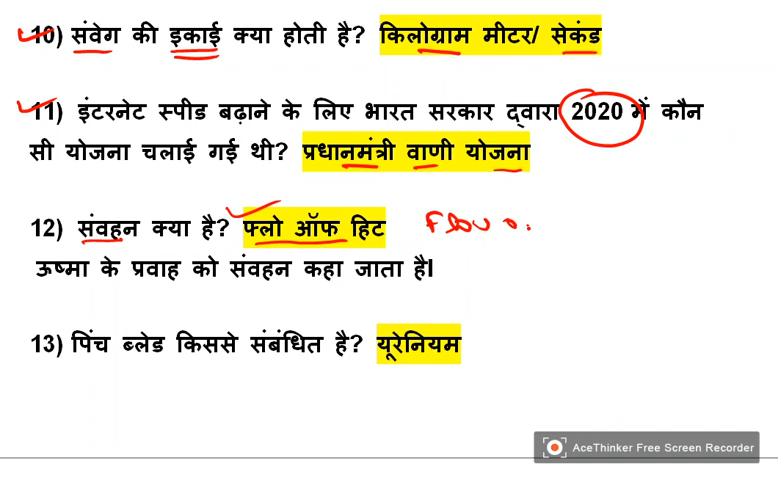 10) संवेग की इकाई क्या होती है? किलोग्राम मीटर/ सेकंड
11) इंटरनेट स्पीड बढ़ाने के लिए भारत सरकार द्वारा 2020 में कौन
सी योजना चलाई गई थी? प्रधानमंत्री वाणी योजना
12) संवहन क्या है? फ्लो ऑफ हिट
ऊष्मा के प्रवाह को संवहन कहा जाता है।
13) पिंच ब्लेड किससे संबंधित है? यूरेनियम
AceThinker Free Screen Recorder